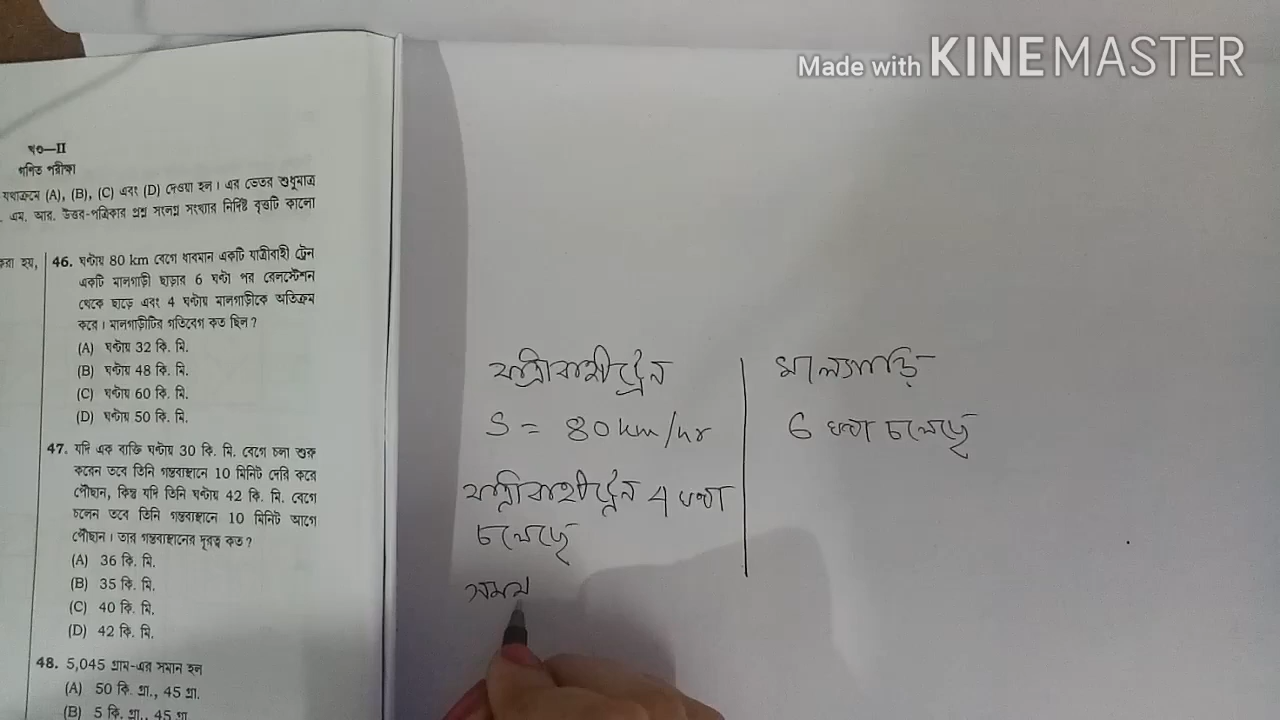 Made with KINEMASTER
খণ্ড—II
গণিত পরীক্ষা
যথাক্রমে (A), (B), (C) এবং (D) দেওয়া হল। এর ভেতর শুধুমাত্র
. এম. আর. উত্তর-পত্রিকার প্রশ্ন সংলগ্ন সংখ্যার নির্দিষ্ট বৃত্তটি কালো
করা হয়,
46. ঘণ্টায় 80 km বেগে ধাবমান একটি যাত্রীবাহী ট্রেন
একটি মালগাড়ী ছাড়ার 6 ঘণ্টা পর রেলস্টেশন
থেকে ছাড়ে এবং 4 ঘণ্টায় মালগাড়ীকে অতিক্রম
করে। মালগাড়ীটির গতিবেগ কত ছিল?
(A) ঘণ্টায় 32 কি. মি.
(B) ঘণ্টায় 48 কি. মি.
(C) ঘণ্টায় 60 কি. মি.
(D) ঘণ্টায় 50 কি. মি.
47. যদি এক ব্যক্তি ঘণ্টায় 30 কি. মি. বেগে চলা শুরু
করেন তবে তিনি গন্তব্যস্থানে 10 মিনিট দেরি করে
পৌঁছান, কিন্তু যদি তিনি ঘণ্টায় 42 কি. মি. বেগে
চলেন তবে তিনি গন্তব্যস্থানে 10 মিনিট আগে
পৌঁছান। তার গন্তব্যস্থানের দূরত্ব কত?
(A) 36 কি. মি.
(B) 35 কি. মি.
(C) 40 কি. মি.
(D) 42 কি. মি.
48. 5,045 গ্রাম-এর সমান হল
(A) 50 কি. গ্রা., 45 গ্রা.
(B) 5 কি. গ্রা., 45 গ্রা
যাত্রীবাহী ট্রেন
S = 80 km/hr
যাত্রীবাহী ট্রেন 4 ঘণ্টা
চলেছে
সময়
মালগাড়ি
6 ঘণ্টা চলেছে